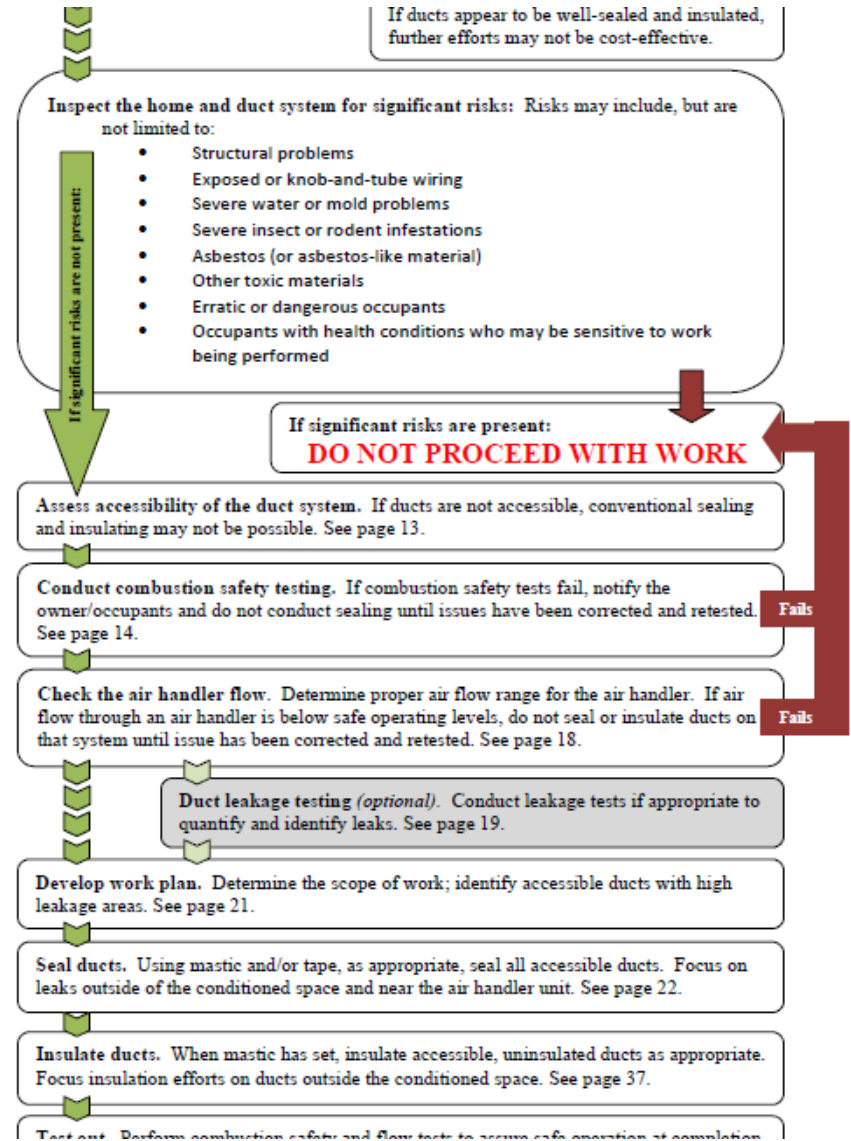 If ducts appear to be well-sealed and insulated,
further efforts may not be cost-effective.
Inspect the home and duct system for significant risks: Risks may include, but are
not limited to:
• Structural problems
• Exposed or knob-and-tube wiring
• Severe water or mold problems
• Severe insect or rodent infestations
• Asbestos (or asbestos-like material)
• Other toxic materials
• Erratic or dangerous occupants
• Occupants with health conditions who may be sensitive to work
being performed
If significant risks are not present:
If significant risks are present:
DO NOT PROCEED WITH WORK
Assess accessibility of the duct system. If ducts are not accessible, conventional sealing
and insulating may not be possible. See page 13.
Conduct combustion safety testing. If combustion safety tests fail, notify the
owner/occupants and do not conduct sealing until issues have been corrected and retested.
See page 14.
Fails
Check the air handler flow. Determine proper air flow range for the air handler. If air
flow through an air handler is below safe operating levels, do not seal or insulate ducts on
that system until issue has been corrected and retested. See page 18.
Fails
Duct leakage testing (optional). Conduct leakage tests if appropriate to
quantify and identify leaks. See page 19.
Develop work plan. Determine the scope of work; identify accessible ducts with high
leakage areas. See page 21.
Seal ducts. Using mastic and/or tape, as appropriate, seal all accessible ducts. Focus on
leaks outside of the conditioned space and near the air handler unit. See page 22.
Insulate ducts. When mastic has set, insulate accessible, uninsulated ducts as appropriate.
Focus insulation efforts on ducts outside the conditioned space. See page 37.
Test out. Perform combustion safety and flow tests to assure safe operation at completion